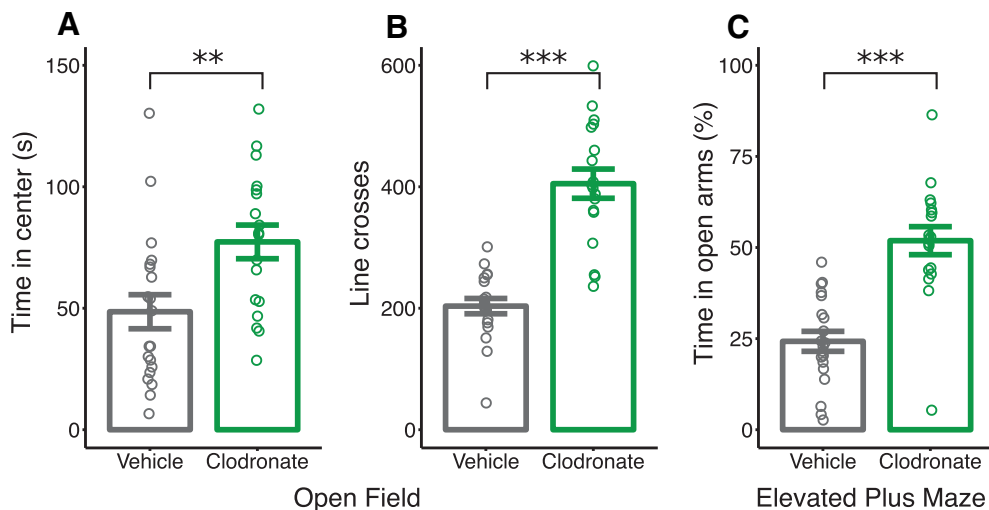 A
**
Time in center (s)
150
100
50
0
Vehicle Clodronate
B
***
Line crosses
600
400
200
0
Vehicle Clodronate
Open Field
C
***
Time in open arms (%)
100
75
50
25
0
Vehicle Clodronate
Elevated Plus Maze